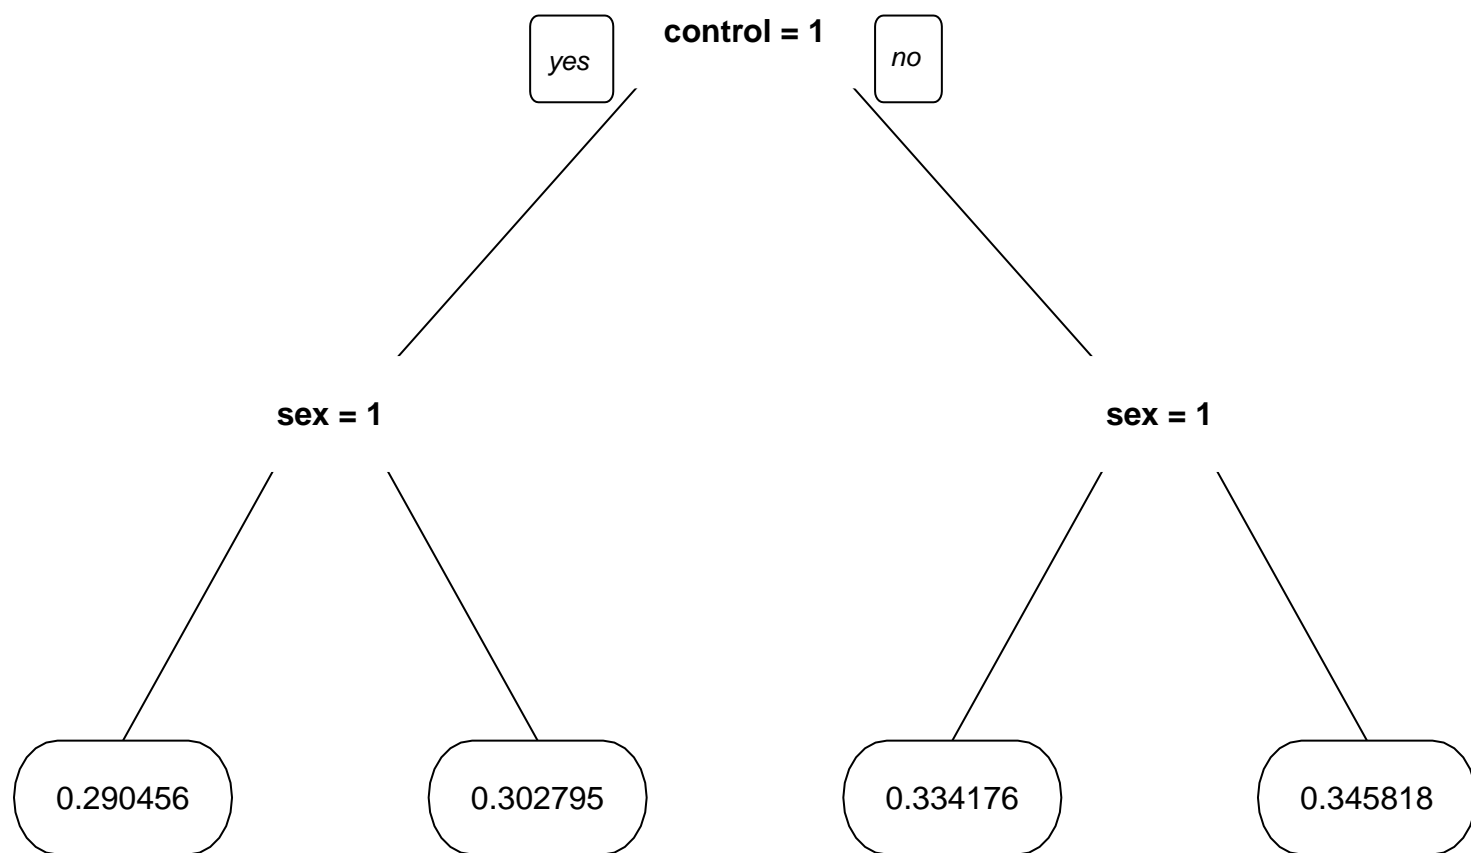 control = 1
yes
no
sex = 1
sex = 1
0.290456
0.302795
0.334176
0.345818